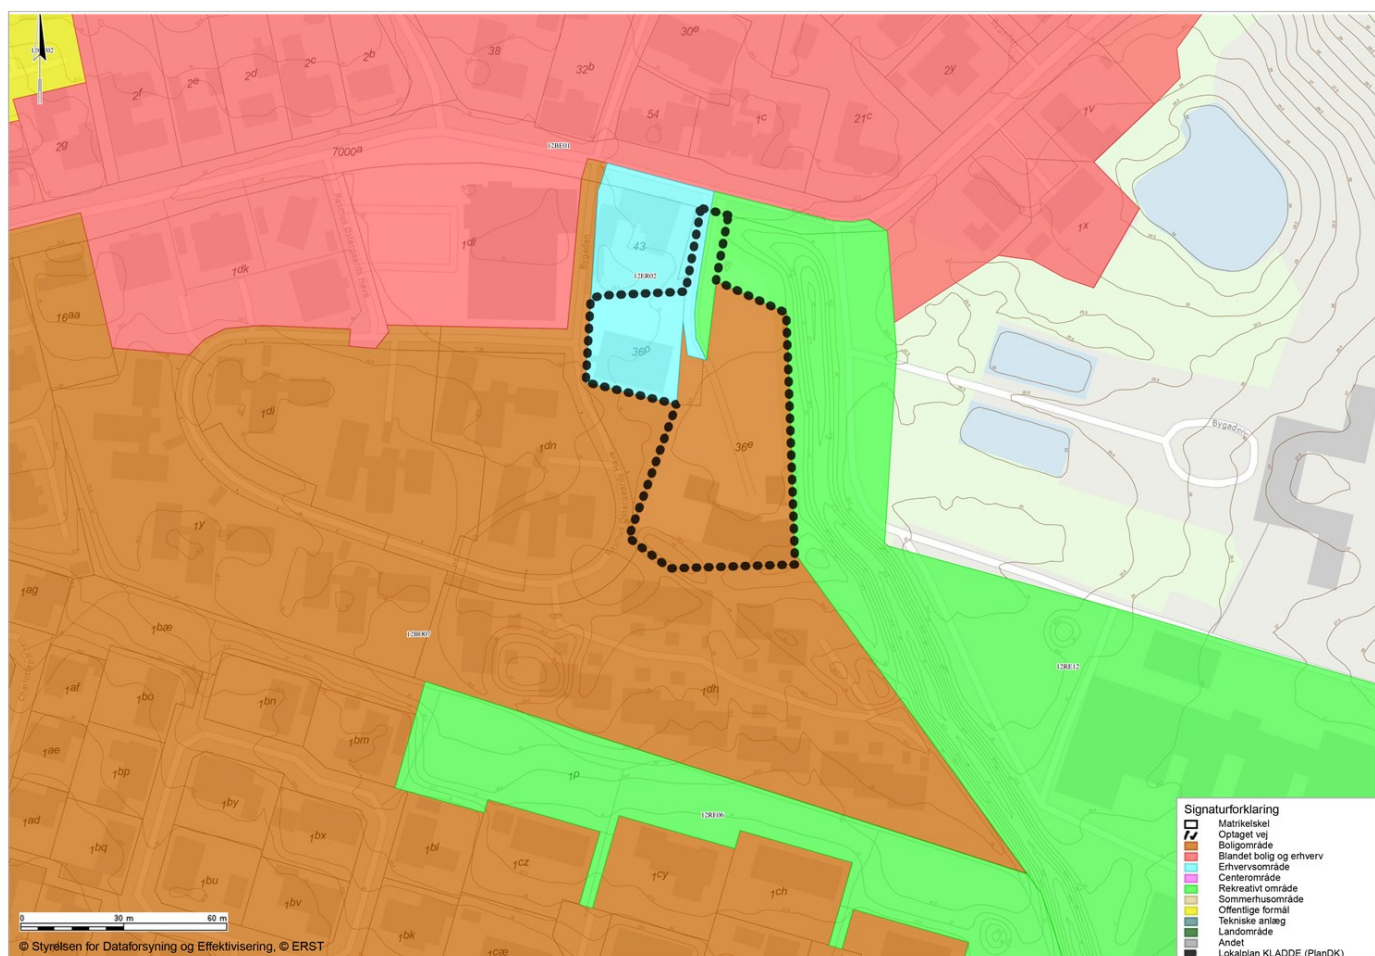 2g
2f
2e
2d
2c
2b
38
32b
30e
54
1c
21c
2y
1v
1x
7000a
12BE01
Bygaden
43
12ER02
36p
1dl
1dk
16aa
1di
1dn
36e
1y
Bygaden
1ag
1bæ
12BO07
12RE12
1af
1bo
1bn
1bm
1dh
1ae
1bp
1p
12RE06
1ad
1bq
1by
1bx
1bl
1cz
1cy
1ch
1bu
1bv
1bk
1cæ
Signaturforklaring
Matrikelskel
Optaget vej
Boligområde
Blandet bolig og erhverv
Erhvervsområde
Centerområde
Rekreativt område
Sommerhusområde
Offentlige formål
Tekniske anlæg
Landområde
Andet
Lokalplan KLADDE (PlanDK)
0 30 m 60 m
© Styrelsen for Dataforsyning og Effektivisering, © ERST